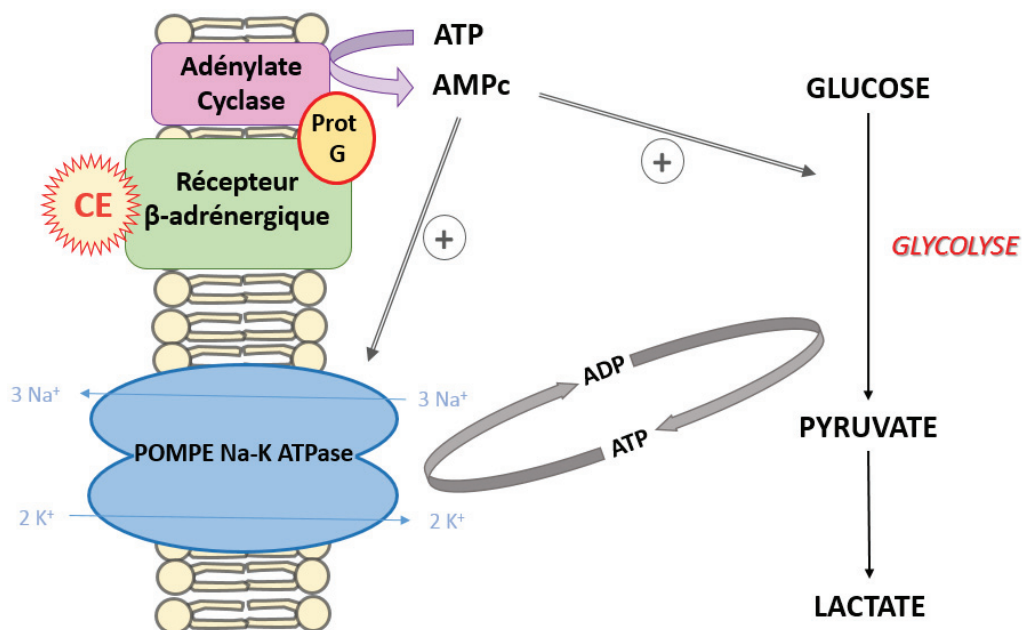 ATP
Adénylate
Cyclase
AMPc
GLUCOSE
Prot
G
+
Récepteur
β-adrénergique
CE
+
GLYCOLYSE
ADP
3 Na⁺
3 Na⁺
PYRUVATE
ATP
POMPE Na-K ATPase
2 K⁺
2 K⁺
LACTATE